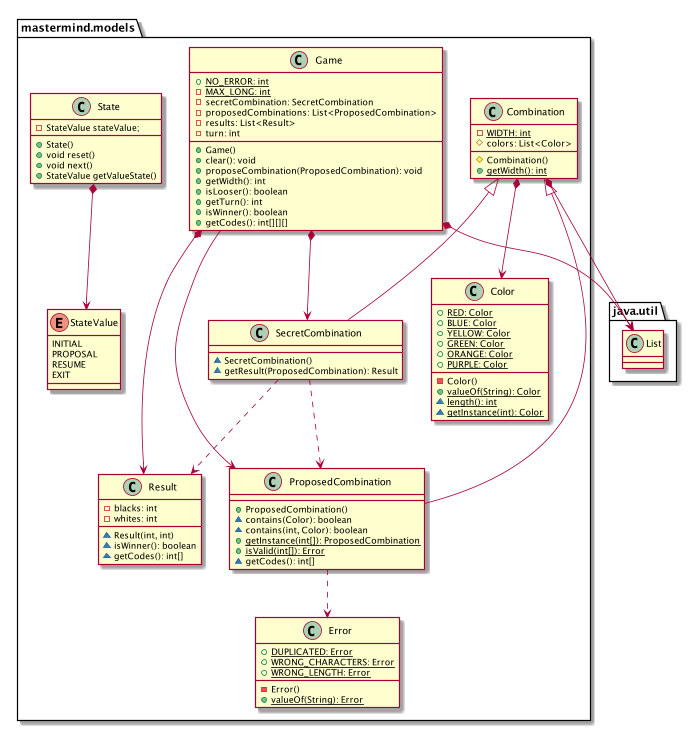 mastermind.models
C Game
NO_ERROR: int
MAX_LONG: int
secretCombination: SecretCombination
proposedCombinations: List<ProposedCombination>
results: List<Result>
turn: int
Game()
clear(): void
proposeCombination(ProposedCombination): void
getWidth(): int
isLooser(): boolean
getTurn(): int
isWinner(): boolean
getCodes(): int[][][]
C State
StateValue stateValue;
State()
void reset()
void next()
StateValue getValueState()
C Combination
WIDTH: int
colors: List<Color>
Combination()
getWidth(): int
E StateValue
INITIAL
PROPOSAL
RESUME
EXIT
C SecretCombination
SecretCombination()
getResult(ProposedCombination): Result
C Color
RED: Color
BLUE: Color
YELLOW: Color
GREEN: Color
ORANGE: Color
PURPLE: Color
Color()
valueOf(String): Color
length(): int
getInstance(int): Color
java.util
C List
C Result
blacks: int
whites: int
Result(int, int)
isWinner(): boolean
getCodes(): int[]
C ProposedCombination
ProposedCombination()
contains(Color): boolean
contains(int, Color): boolean
getInstance(int[]): ProposedCombination
isValid(int[]): Error
getCodes(): int[]
C Error
DUPLICATED: Error
WRONG_CHARACTERS: Error
WRONG_LENGTH: Error
Error()
valueOf(String): Error